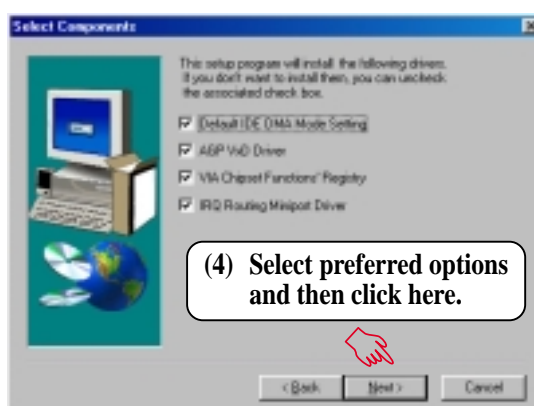 Select Components
This setup program will install the following drivers.
If you don't want to install them, you can uncheck
the associated check box.
Default IDE DMA Mode Setting
AGP VxD Driver
VIA Chipset Functions' Registry
IRQ Routing Miniport Driver
(4) Select preferred options
and then click here.
< Back Next > Cancel